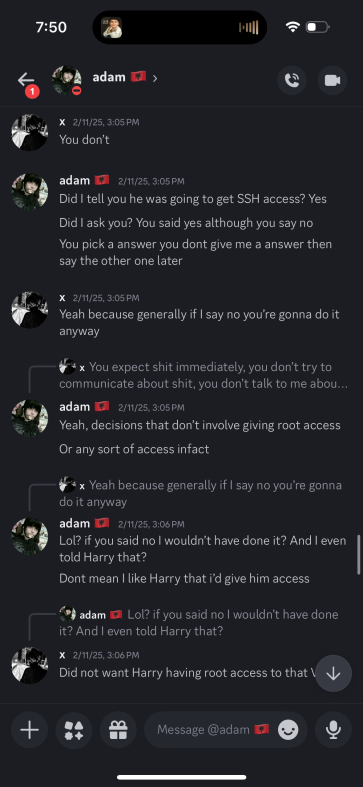 7:50
adam
1
x 2/11/25, 3:05 PM
You don't
adam 2/11/25, 3:05 PM
Did I tell you he was going to get SSH access? Yes
Did I ask you? You said yes although you say no
You pick a answer you dont give me a answer then
say the other one later
x 2/11/25, 3:05 PM
Yeah because generally if I say no you're gonna do it
anyway
x You expect shit immediately, you don't try to
communicate about shit, you don't talk to me abou...
adam 2/11/25, 3:05 PM
Yeah, decisions that don't involve giving root access
Or any sort of access infact
x Yeah because generally if I say no you're gonna
do it anyway
adam 2/11/25, 3:06 PM
Lol? if you said no I wouldn't have done it? And I even
told Harry that?
Dont mean I like Harry that i'd give him access
adam Lol? if you said no I wouldn't have done
it? And I even told Harry that?
x 2/11/25, 3:06 PM
Did not want Harry having root access to that
Message @adam